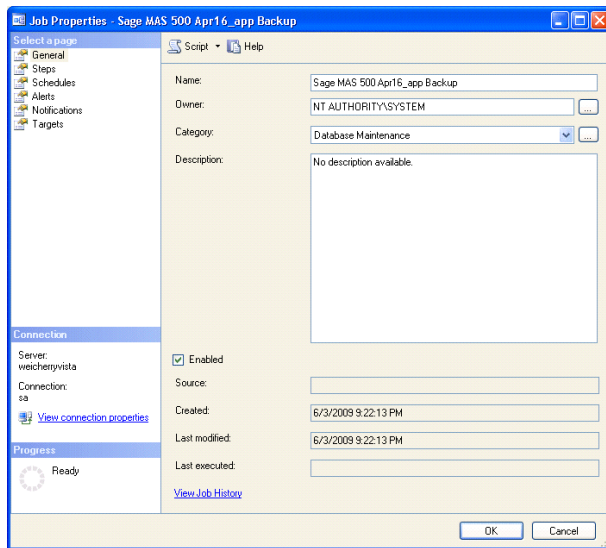 Job Properties - Sage MAS 500 Apr16_app Backup
Select a page
General
Steps
Schedules
Alerts
Notifications
Targets
Script Help
Name: Sage MAS 500 Apr16_app Backup
Owner: NT AUTHORITY\SYSTEM ...
Category: Database Maintenance ...
Description: No description available.
Connection
Server:
weicherryvista
Connection:
sa
View connection properties
Progress
Ready
Enabled
Source:
Created: 6/3/2009 9:22:13 PM
Last modified: 6/3/2009 9:22:13 PM
Last executed:
View Job History
OK Cancel